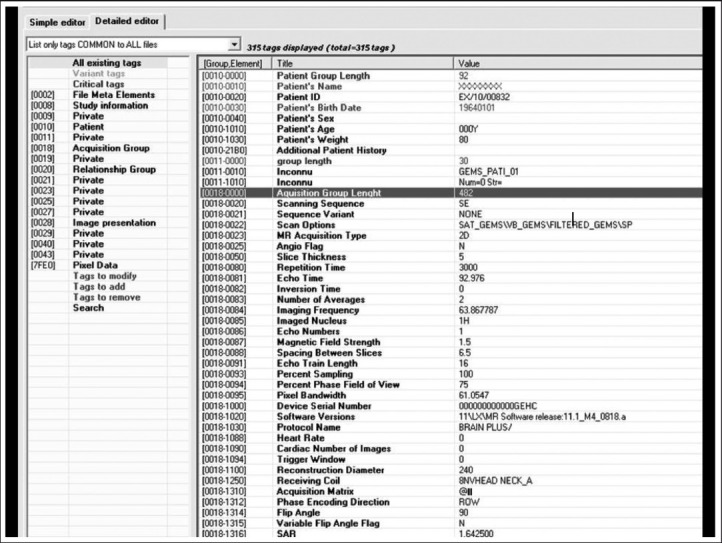 Simple editor Detailed editor
List only tags COMMON to ALL files 315 tags displayed (total=315 tags )
All existing tags
Variant tags
Critical tags
[0002] File Meta Elements
[0008] Study information
[0009] Private
[0010] Patient
[0011] Private
[0018] Acquisition Group
[0019] Private
[0020] Relationship Group
[0021] Private
[0023] Private
[0025] Private
[0027] Private
[0028] Image presentation
[0029] Private
[0040] Private
[0043] Private
[7FE0] Pixel Data
Tags to modify
Tags to add
Tags to remove
Search
[Group,Element] Title Value
[0010-0000] Patient Group Length 92
[0010-0010] Patient's Name XXXXXXXX
[0010-0020] Patient ID EX/10/00832
[0010-0030] Patient's Birth Date 19640101
[0010-0040] Patient's Sex
[0010-1010] Patient's Age 000Y
[0010-1030] Patient's Weight 80
[0010-21B0] Additional Patient History
[0011-0000] group length 30
[0011-0010] Inconnu GEMS_PATI_01
[0011-1010] Inconnu Num=0 Str=
[0018-0000] Aquisition Group Lenght 482
[0018-0020] Scanning Sequence SE
[0018-0021] Sequence Variant NONE
[0018-0022] Scan Options SAT_GEMS\VB_GEMS\FILTERED_GEMS\SP
[0018-0023] MR Acquisition Type 2D
[0018-0025] Angio Flag N
[0018-0050] Slice Thickness 5
[0018-0080] Repetition Time 3000
[0018-0081] Echo Time 92.976
[0018-0082] Inversion Time 0
[0018-0083] Number of Averages 2
[0018-0084] Imaging Frequency 63.867787
[0018-0085] Imaged Nucleus 1H
[0018-0086] Echo Numbers 1
[0018-0087] Magnetic Field Strength 1.5
[0018-0088] Spacing Between Slices 6.5
[0018-0091] Echo Train Length 16
[0018-0093] Percent Sampling 100
[0018-0094] Percent Phase Field of View 75
[0018-0095] Pixel Bandwidth 61.0547
[0018-1000] Device Serial Number 000000000000GEHC
[0018-1020] Software Versions 11\LX\MR Software release:11.1_M4_0818.a
[0018-1030] Protocol Name BRAIN PLUS/
[0018-1088] Heart Rate 0
[0018-1090] Cardiac Number of Images 0
[0018-1094] Trigger Window 0
[0018-1100] Reconstruction Diameter 240
[0018-1250] Receiving Coil 8NVHEAD NECK_A
[0018-1310] Acquisition Matrix
[0018-1312] Phase Encoding Direction ROW
[0018-1314] Flip Angle 90
[0018-1315] Variable Flip Angle Flag N
[0018-1316] SAR 1.642500